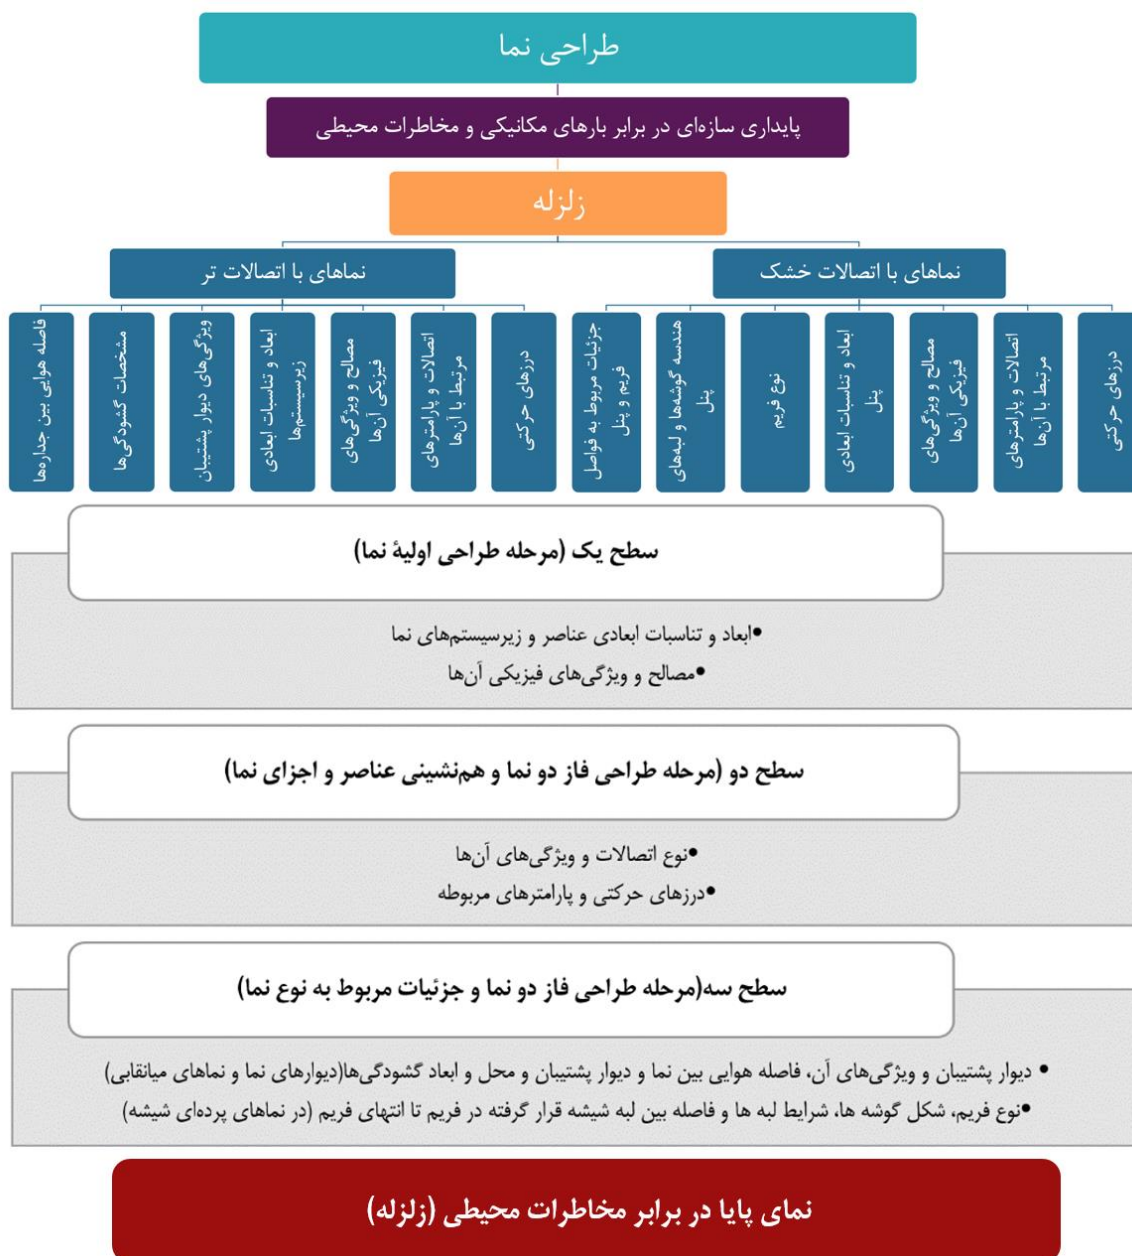 طراحی نما
پایداری سازه‌ای در برابر بارهای مکانیکی و مخاطرات محیطی
زلزله
نماهای با اتصالات خشک
نماهای با اتصالات تر
درزهای حرکتی
اتصالات و پارامترهای
مرتبط با آن‌ها
مصالح و ویژگی‌های
فیزیکی آن‌ها
ابعاد و تناسبات ابعادی
پنل
نوع فریم
هندسه گوشه‌ها و لبه‌های
پنل
جزئیات مربوط به فواصل
فریم و پنل
درزهای حرکتی
اتصالات و پارامترهای
مرتبط با آن‌ها
مصالح و ویژگی‌های
فیزیکی آن‌ها
ابعاد و تناسبات ابعادی
زیرسیستم‌ها
ویژگی‌های دیوار پشتیبان
مشخصات گشودگی‌ها
فاصله هوایی بین جداره‌ها
سطح یک (مرحله طراحی اولیهٔ نما)
•ابعاد و تناسبات ابعادی عناصر و زیرسیستم‌های نما
•مصالح و ویژگی‌های فیزیکی آن‌ها
سطح دو (مرحله طراحی فاز دو نما و هم‌نشینی عناصر و اجزای نما)
•نوع اتصالات و ویژگی‌های آن‌ها
•درزهای حرکتی و پارامترهای مربوطه
سطح سه(مرحله طراحی فاز دو نما و جزئیات مربوط به نوع نما)
• دیوار پشتیبان و ویژگی‌های آن، فاصله هوایی بین نما و دیوار پشتیبان و محل و ابعاد گشودگی‌ها(دیوارهای نما و نماهای میانقابی)
•نوع فریم، شکل گوشه ها، شرایط لبه ها و فاصله بین لبه شیشه قرار گرفته در فریم تا انتهای فریم (در نماهای پرده‌ای شیشه)
نمای پایا در برابر مخاطرات محیطی (زلزله)